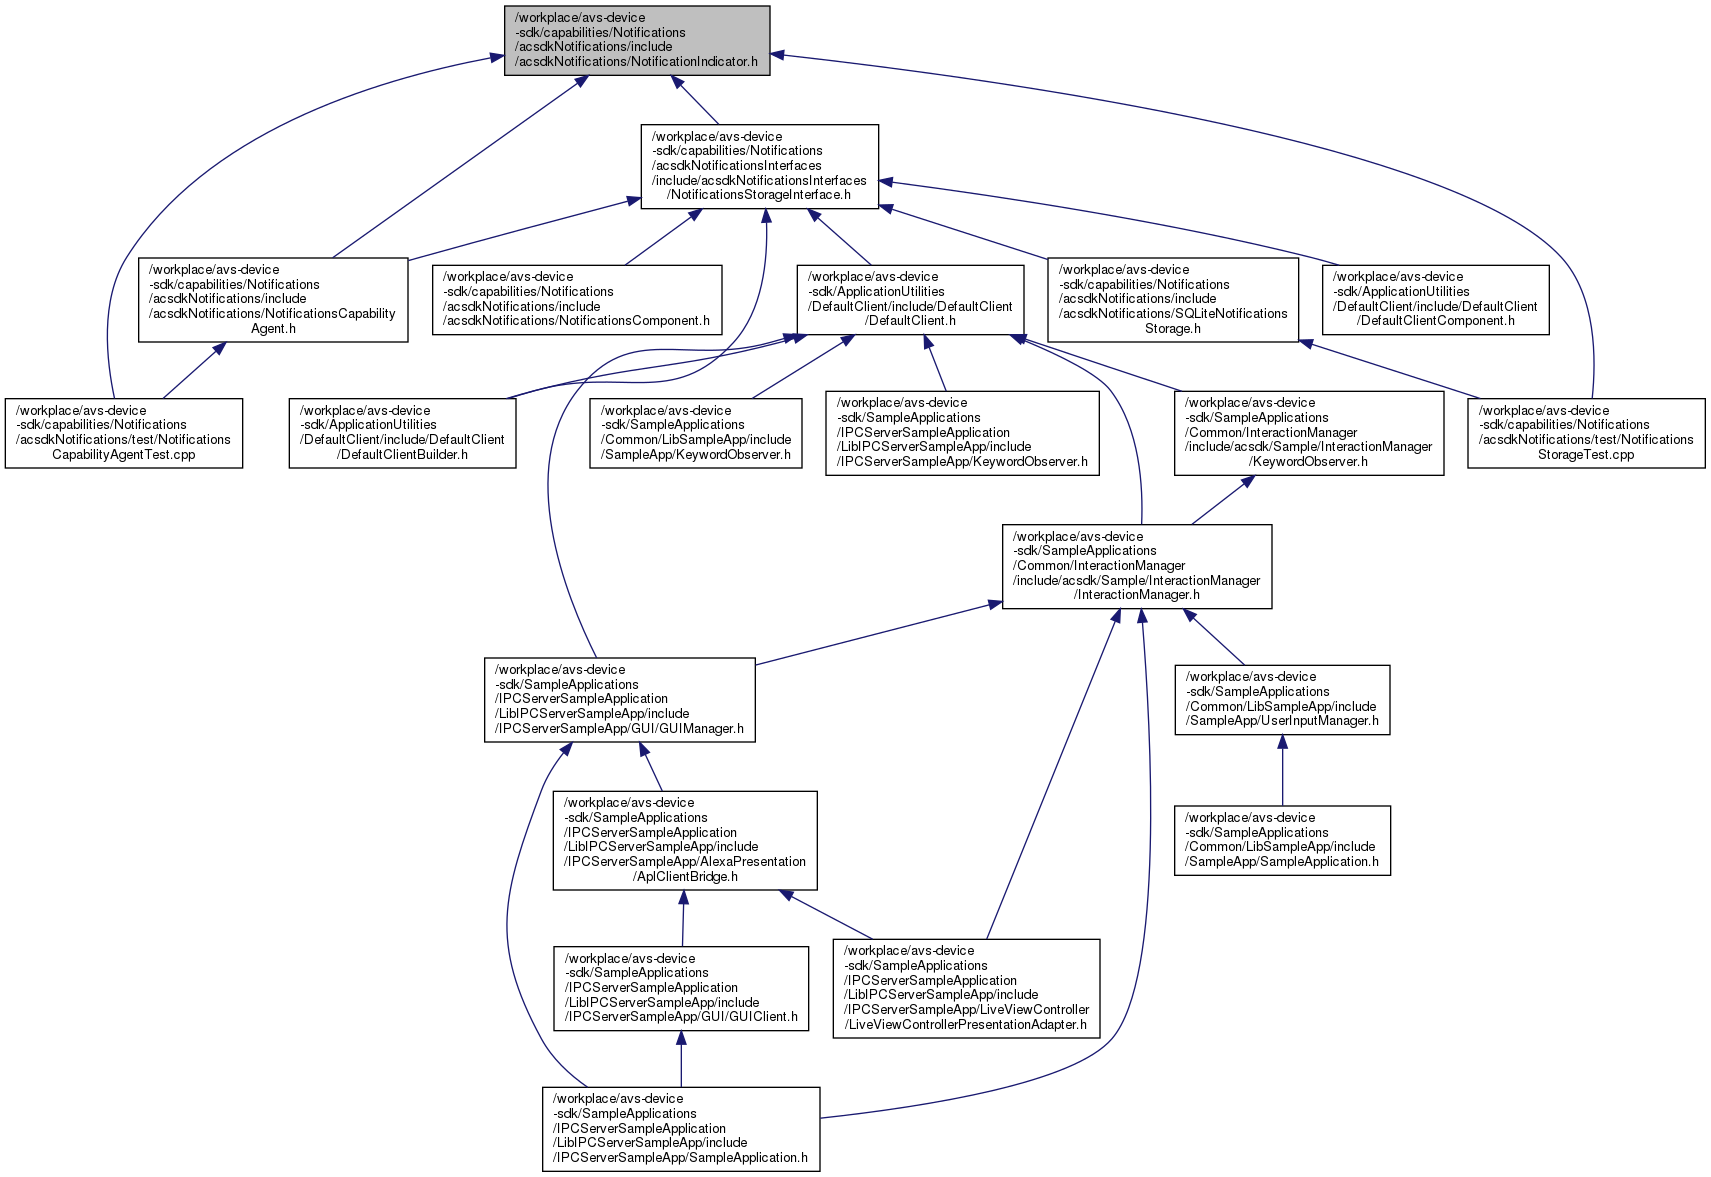 /workplace/avs-device
-sdk/capabilities/Notifications
/acsdkNotifications/include
/acsdkNotifications/NotificationIndicator.h
/workplace/avs-device
-sdk/capabilities/Notifications
/acsdkNotificationsInterfaces
/include/acsdkNotificationsInterfaces
/NotificationsStorageInterface.h
/workplace/avs-device
-sdk/capabilities/Notifications
/acsdkNotifications/include
/acsdkNotifications/NotificationsCapability
Agent.h
/workplace/avs-device
-sdk/capabilities/Notifications
/acsdkNotifications/include
/acsdkNotifications/NotificationsComponent.h
/workplace/avs-device
-sdk/ApplicationUtilities
/DefaultClient/include/DefaultClient
/DefaultClient.h
/workplace/avs-device
-sdk/capabilities/Notifications
/acsdkNotifications/include
/acsdkNotifications/SQLiteNotifications
Storage.h
/workplace/avs-device
-sdk/ApplicationUtilities
/DefaultClient/include/DefaultClient
/DefaultClientComponent.h
/workplace/avs-device
-sdk/capabilities/Notifications
/acsdkNotifications/test/Notifications
CapabilityAgentTest.cpp
/workplace/avs-device
-sdk/ApplicationUtilities
/DefaultClient/include/DefaultClient
/DefaultClientBuilder.h
/workplace/avs-device
-sdk/SampleApplications
/Common/LibSampleApp/include
/SampleApp/KeywordObserver.h
/workplace/avs-device
-sdk/SampleApplications
/IPCServerSampleApplication
/LibIPCServerSampleApp/include
/IPCServerSampleApp/KeywordObserver.h
/workplace/avs-device
-sdk/SampleApplications
/Common/InteractionManager
/include/acsdk/Sample/InteractionManager
/KeywordObserver.h
/workplace/avs-device
-sdk/capabilities/Notifications
/acsdkNotifications/test/Notifications
StorageTest.cpp
/workplace/avs-device
-sdk/SampleApplications
/Common/InteractionManager
/include/acsdk/Sample/InteractionManager
/InteractionManager.h
/workplace/avs-device
-sdk/SampleApplications
/IPCServerSampleApplication
/LibIPCServerSampleApp/include
/IPCServerSampleApp/GUI/GUIManager.h
/workplace/avs-device
-sdk/SampleApplications
/Common/LibSampleApp/include
/SampleApp/UserInputManager.h
/workplace/avs-device
-sdk/SampleApplications
/IPCServerSampleApplication
/LibIPCServerSampleApp/include
/IPCServerSampleApp/AlexaPresentation
/AplClientBridge.h
/workplace/avs-device
-sdk/SampleApplications
/Common/LibSampleApp/include
/SampleApp/SampleApplication.h
/workplace/avs-device
-sdk/SampleApplications
/IPCServerSampleApplication
/LibIPCServerSampleApp/include
/IPCServerSampleApp/GUI/GUIClient.h
/workplace/avs-device
-sdk/SampleApplications
/IPCServerSampleApplication
/LibIPCServerSampleApp/include
/IPCServerSampleApp/LiveViewController
/LiveViewControllerPresentationAdapter.h
/workplace/avs-device
-sdk/SampleApplications
/IPCServerSampleApplication
/LibIPCServerSampleApp/include
/IPCServerSampleApp/SampleApplication.h